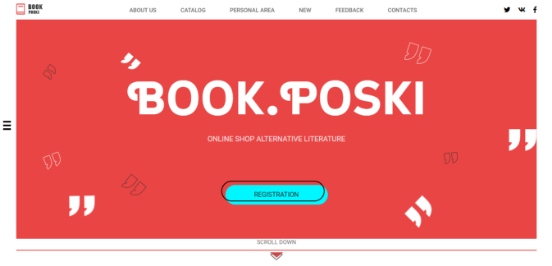 BOOK
POSKI
ABOUT US CATALOG PERSONAL AREA NEW FEEDBACK CONTACTS
BOOK.POSKI
ONLINE SHOP ALTERNATIVE LITERATURE
REGISTRATION
SCROLL DOWN